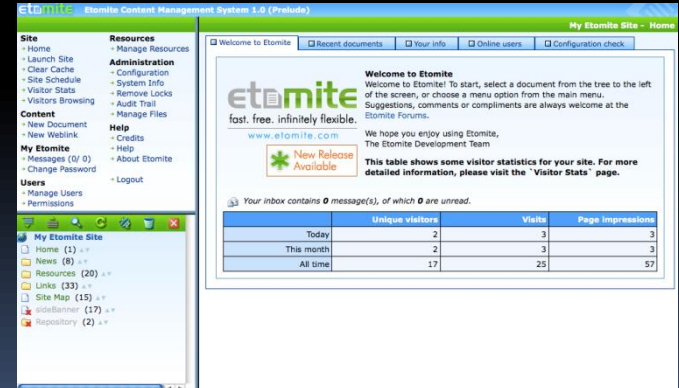 etomite Etomite Content Management System 1.0 (Prelude)
My Etomite Site - Home
Site
Home
Launch Site
Clear Cache
Site Schedule
Visitor Stats
Visitors Browsing
Content
New Document
New Weblink
My Etomite
Messages (0/ 0)
Change Password
Users
Manage Users
Permissions
Resources
Manage Resources
Administration
Configuration
System Info
Remove Locks
Audit Trail
Manage Files
Help
Credits
Help
About Etomite
Logout
My Etomite Site
Home (1)
News (8)
Resources (20)
Links (33)
Site Map (15)
sideBanner (17)
Repository (2)
Welcome to Etomite Recent documents Your info Online users Configuration check
etomite
fast. free. infinitely flexible.
www.etomite.com
New Release
Available
Welcome to Etomite
Welcome to Etomite! To start, select a document from the tree to the left
of the screen, or choose a menu option from the main menu.
Suggestions, comments or compliments are always welcome at the
Etomite Forums.
We hope you enjoy using Etomite,
The Etomite Development Team
This table shows some visitor statistics for your site. For more
detailed information, please visit the `Visitor Stats` page.
Your inbox contains 0 message(s), of which 0 are unread.
Unique visitors Visits Page impressions
Today 2 3 3
This month 2 3 3
All time 17 25 57